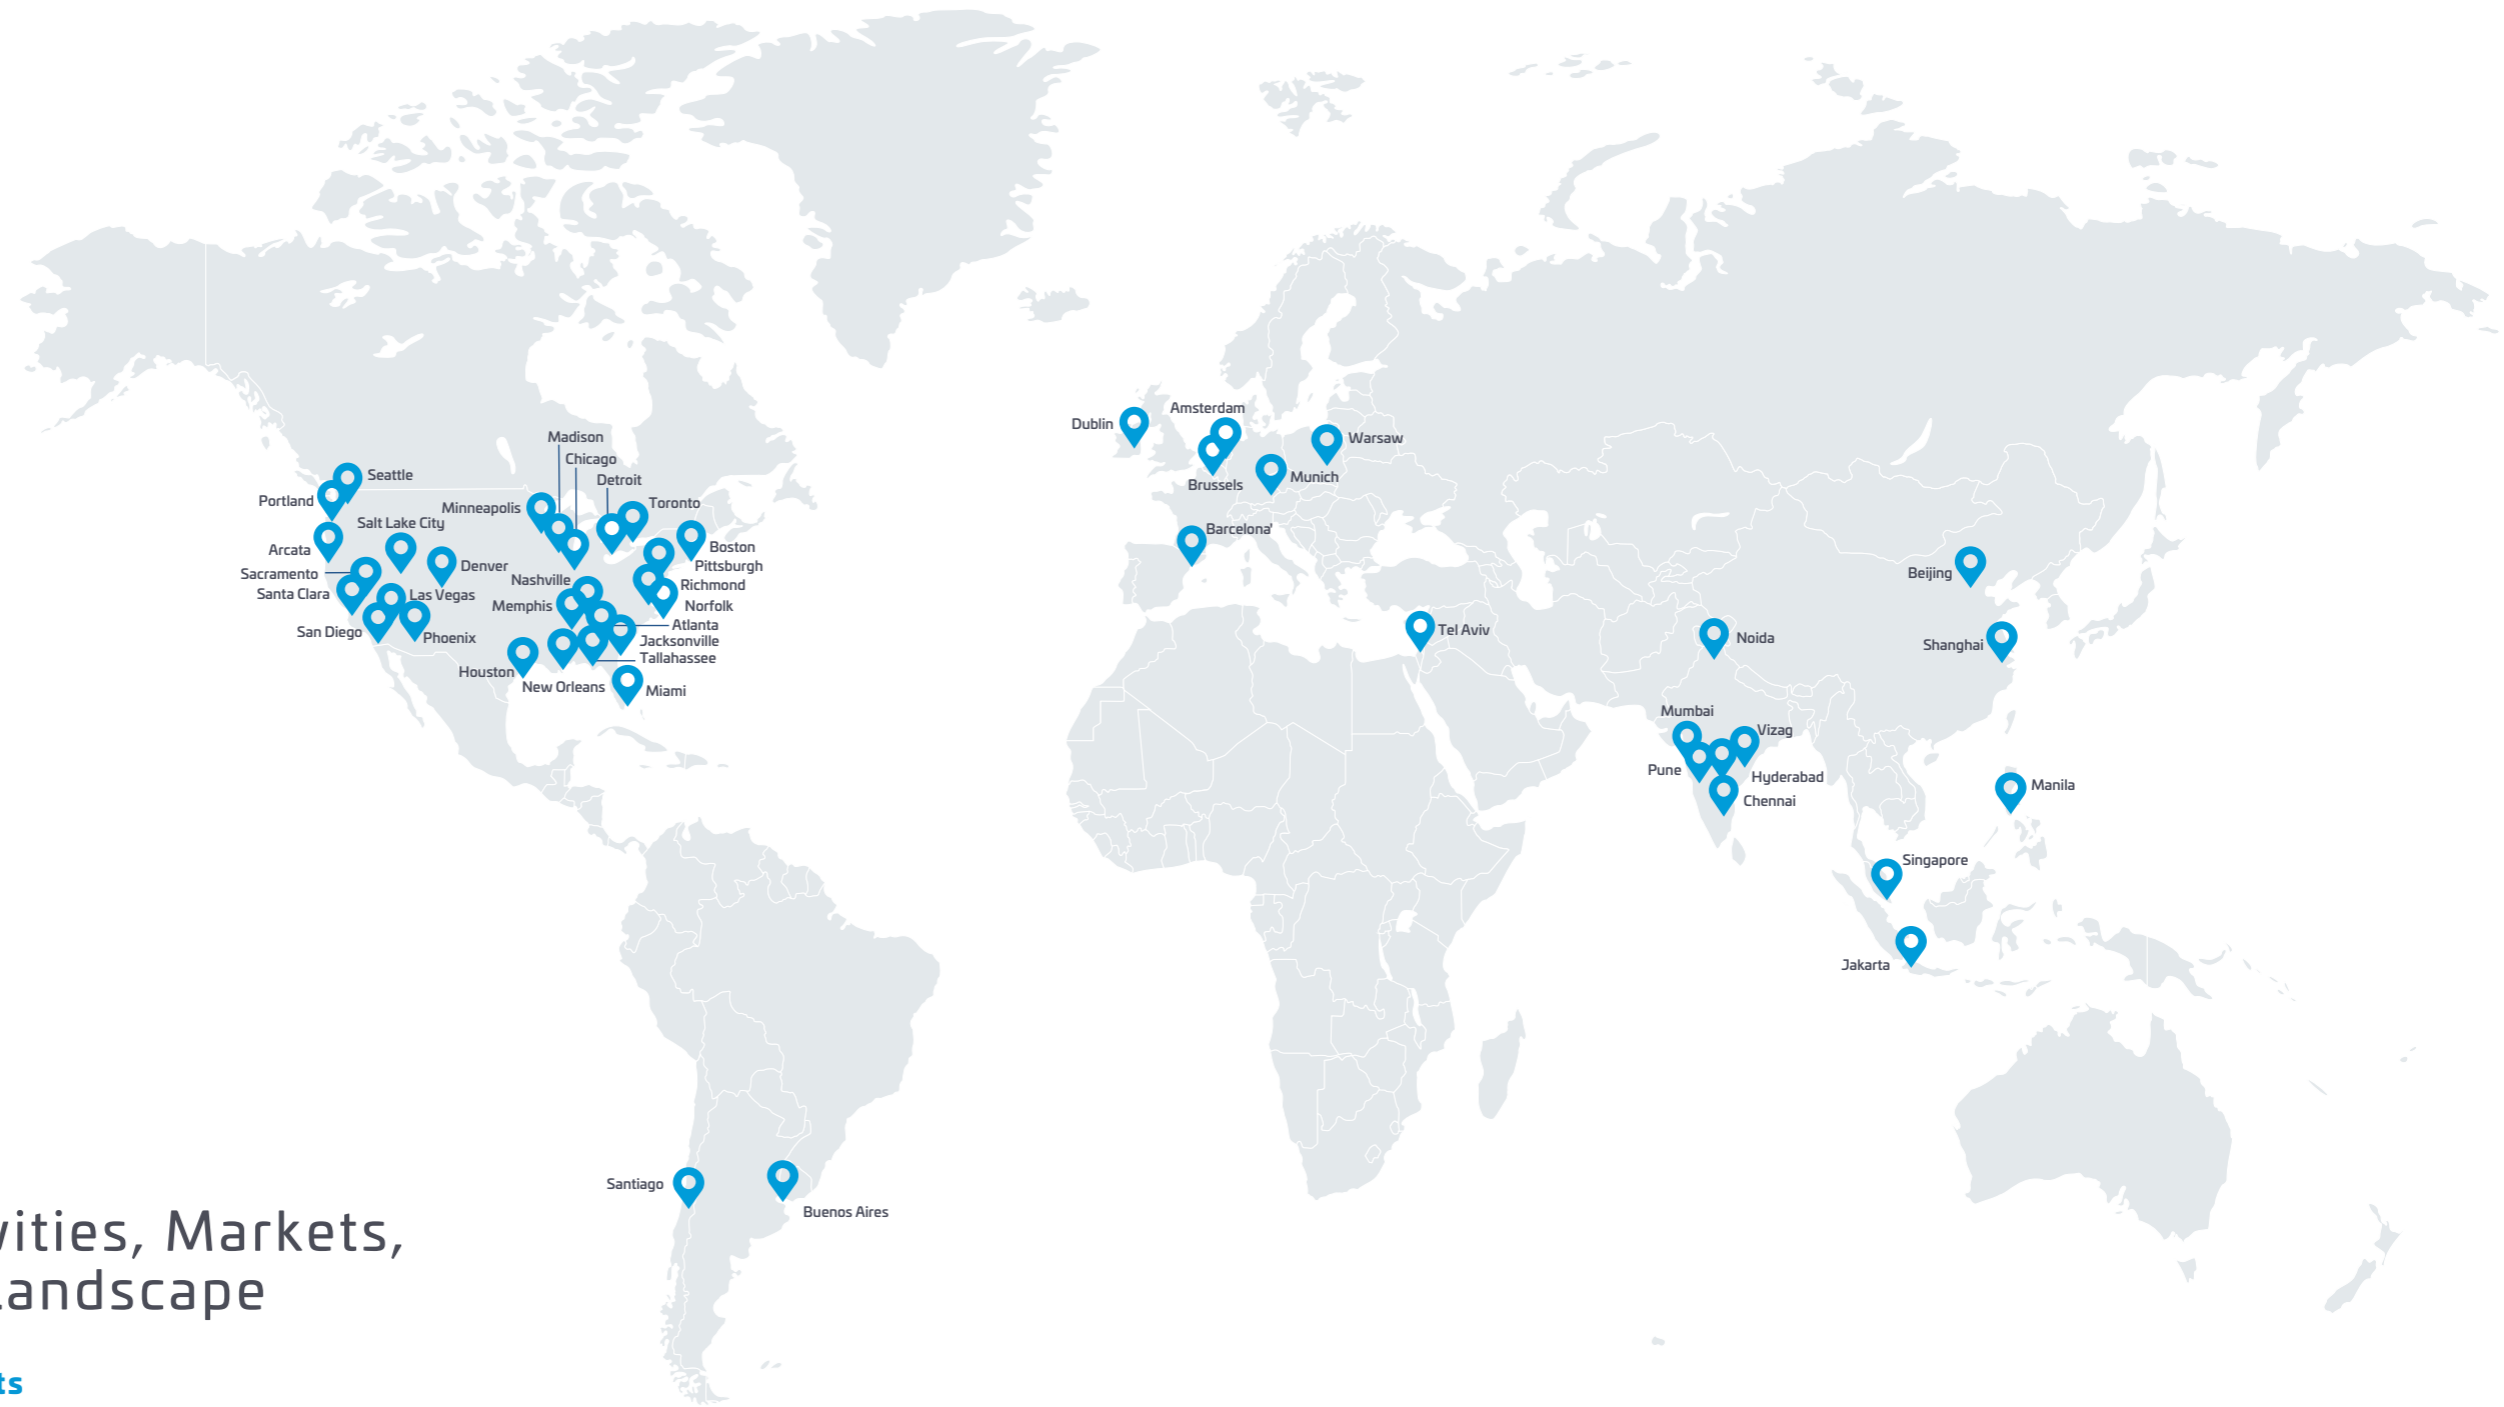 Madison
Chicago
Detroit
Seattle
Portland
Minneapolis
Toronto
Salt Lake City
Arcata
Boston
Denver
Pittsburgh
Sacramento
Nashville
Richmond
Santa Clara
Las Vegas
Memphis
Norfolk
Atlanta
San Diego
Phoenix
Jacksonville
Tallahassee
Houston
New Orleans
Miami
Amsterdam
Dublin
Warsaw
Brussels
Munich
Barcelona'
Beijing
Tel Aviv
Noida
Shanghai
Mumbai
Vizag
Pune
Hyderabad
Chennai
Manila
Singapore
Jakarta
Santiago
Buenos Aires
vities, Markets,
Landscape
ts